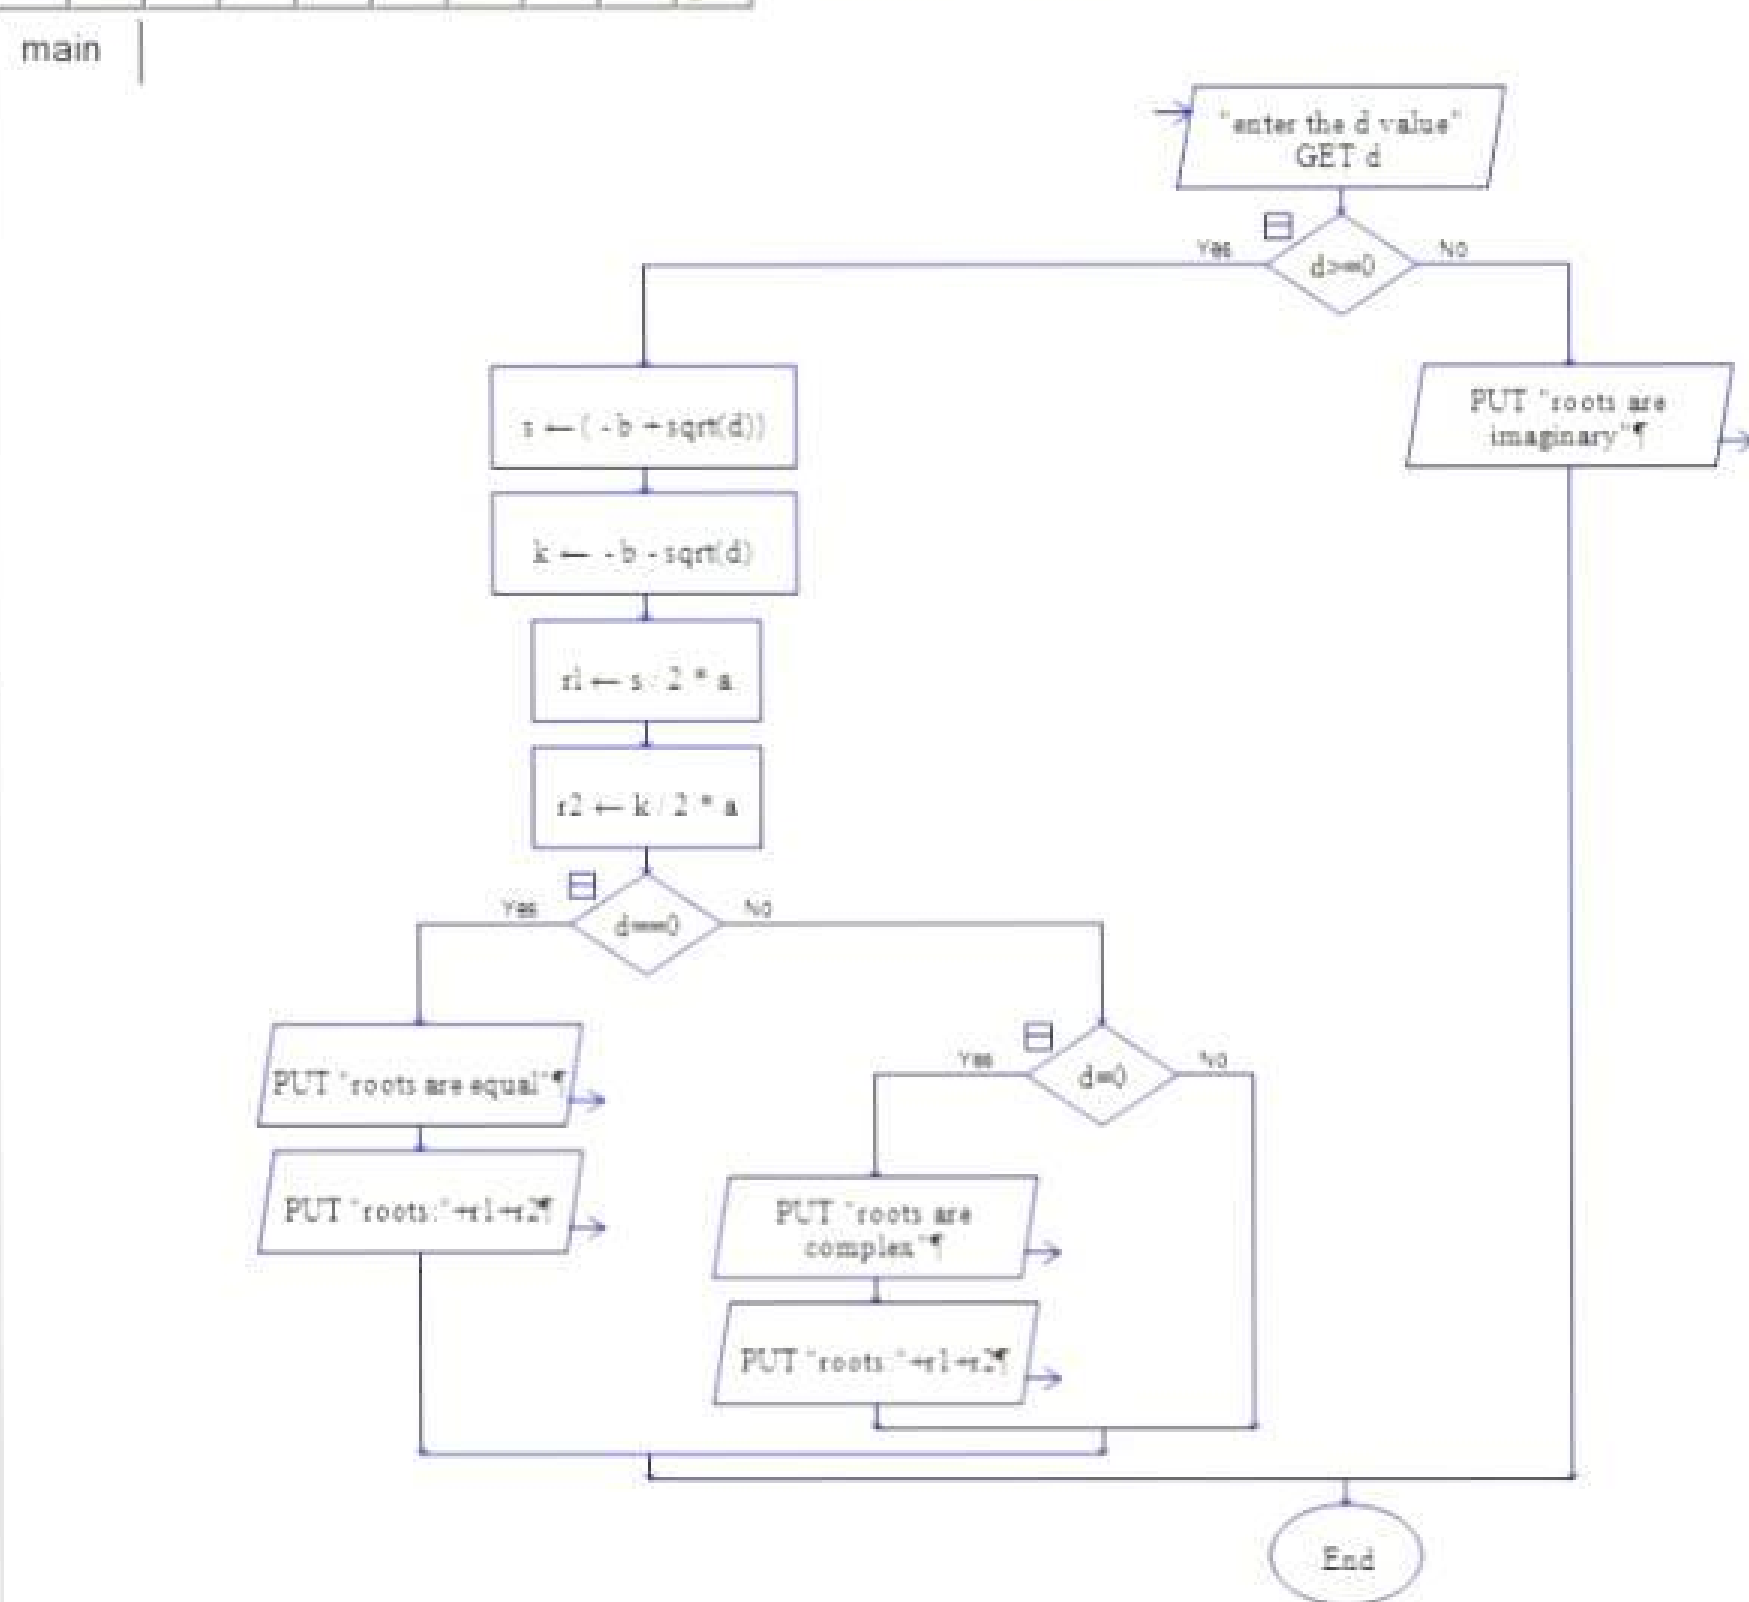 main
"enter the d value"
GET d
Yes
d>=0
No
s ← ( - b + sqrt(d))
PUT "roots are
imaginary"¶
k ← - b - sqrt(d)
r1 ← s / 2 * a
r2 ← k / 2 * a
Yes
d==0
No
PUT "roots are equal"¶
Yes
d=0
No
PUT "roots:"+r1+r2¶
PUT "roots are
complex"¶
PUT "roots:"+r1+r2¶
End